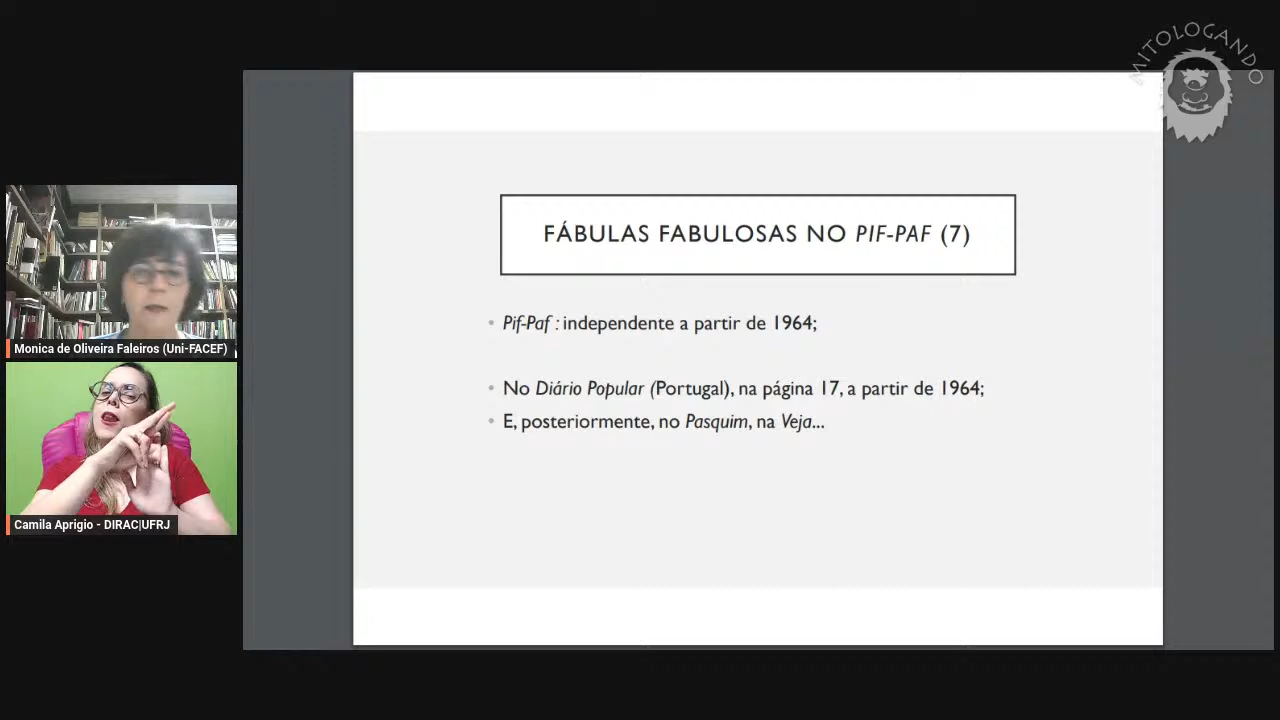 MITOLOGANDO
FÁBULAS FABULOSAS NO PIF-PAF (7)
Pif-Paf : independente a partir de 1964;
No Diário Popular (Portugal), na página 17, a partir de 1964;
E, posteriormente, no Pasquim, na Veja...
Monica de Oliveira Faleiros (Uni-FACEF)
Camila Aprigio - DIRAC|UFRJ